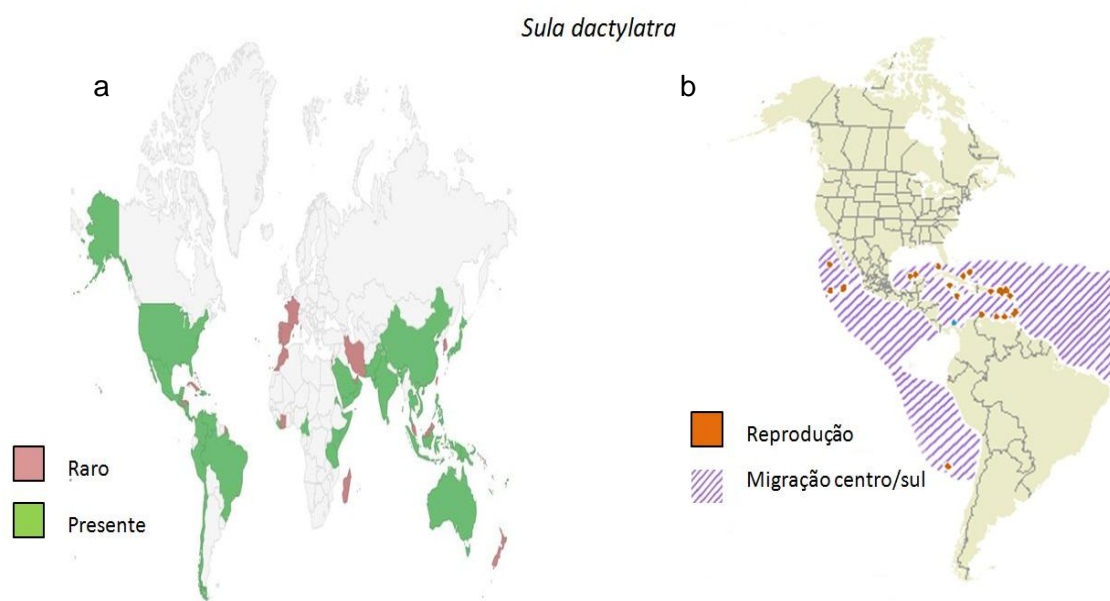 Sula dactylatra
a
b
Raro
Presente
Reprodução
Migração centro/sul